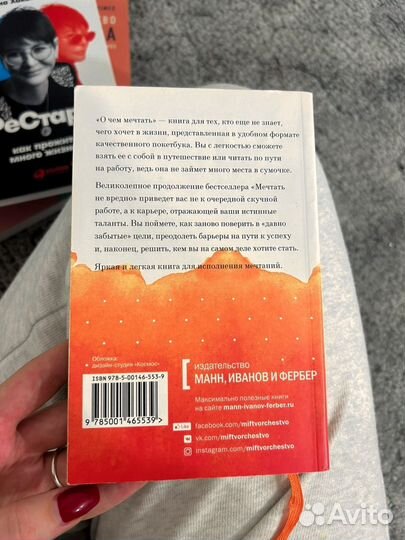 РеСтар
как прожить
много жизне
«О чем мечтать» — книга для тех, кто еще не знает,
чего хочет в жизни, представленная в удобном формате
качественного покетбука. Вы с легкостью сможете
взять ее с собой в путешествие или читать по пути
на работу, ведь она не займет много места в сумочке.
Великолепное продолжение бестселлера «Мечтать
не вредно» приведет вас не к очередной скучной
работе, а к карьере, отражающей ваши истинные
таланты. Вы поймете, как заново поверить в «давно
забытые» цели, преодолеть барьеры на пути к успеху
и, наконец, решить, кем вы на самом деле хотите стать.
Яркая и легкая книга для исполнения мечтаний.
Обложка:
дизайн-студия «Космос»
ISBN 978-5-00146-553-9
9 785001 465539 >
издательство
МАНН, ИВАНОВ И ФЕРБЕР
Максимально полезные книги
на сайте mann-ivanov-ferber.ru
Like
facebook.com/miftvorchestvo
vk.com/miftvorchestvo
instagram.com/miftvorchestvo
Avito